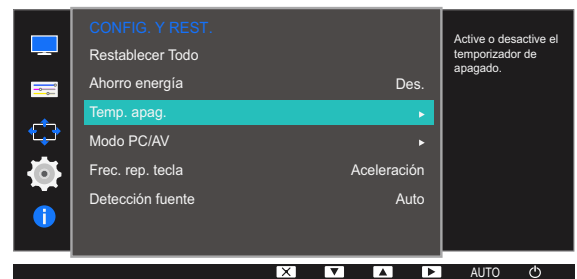 CONFIG. Y REST.
Restablecer Todo
Ahorro energía Des.
Temp. apag.
Modo PC/AV
Frec. rep. tecla Aceleración
Detección fuente Auto
Active o desactive el
temporizador de
apagado.
AUTO